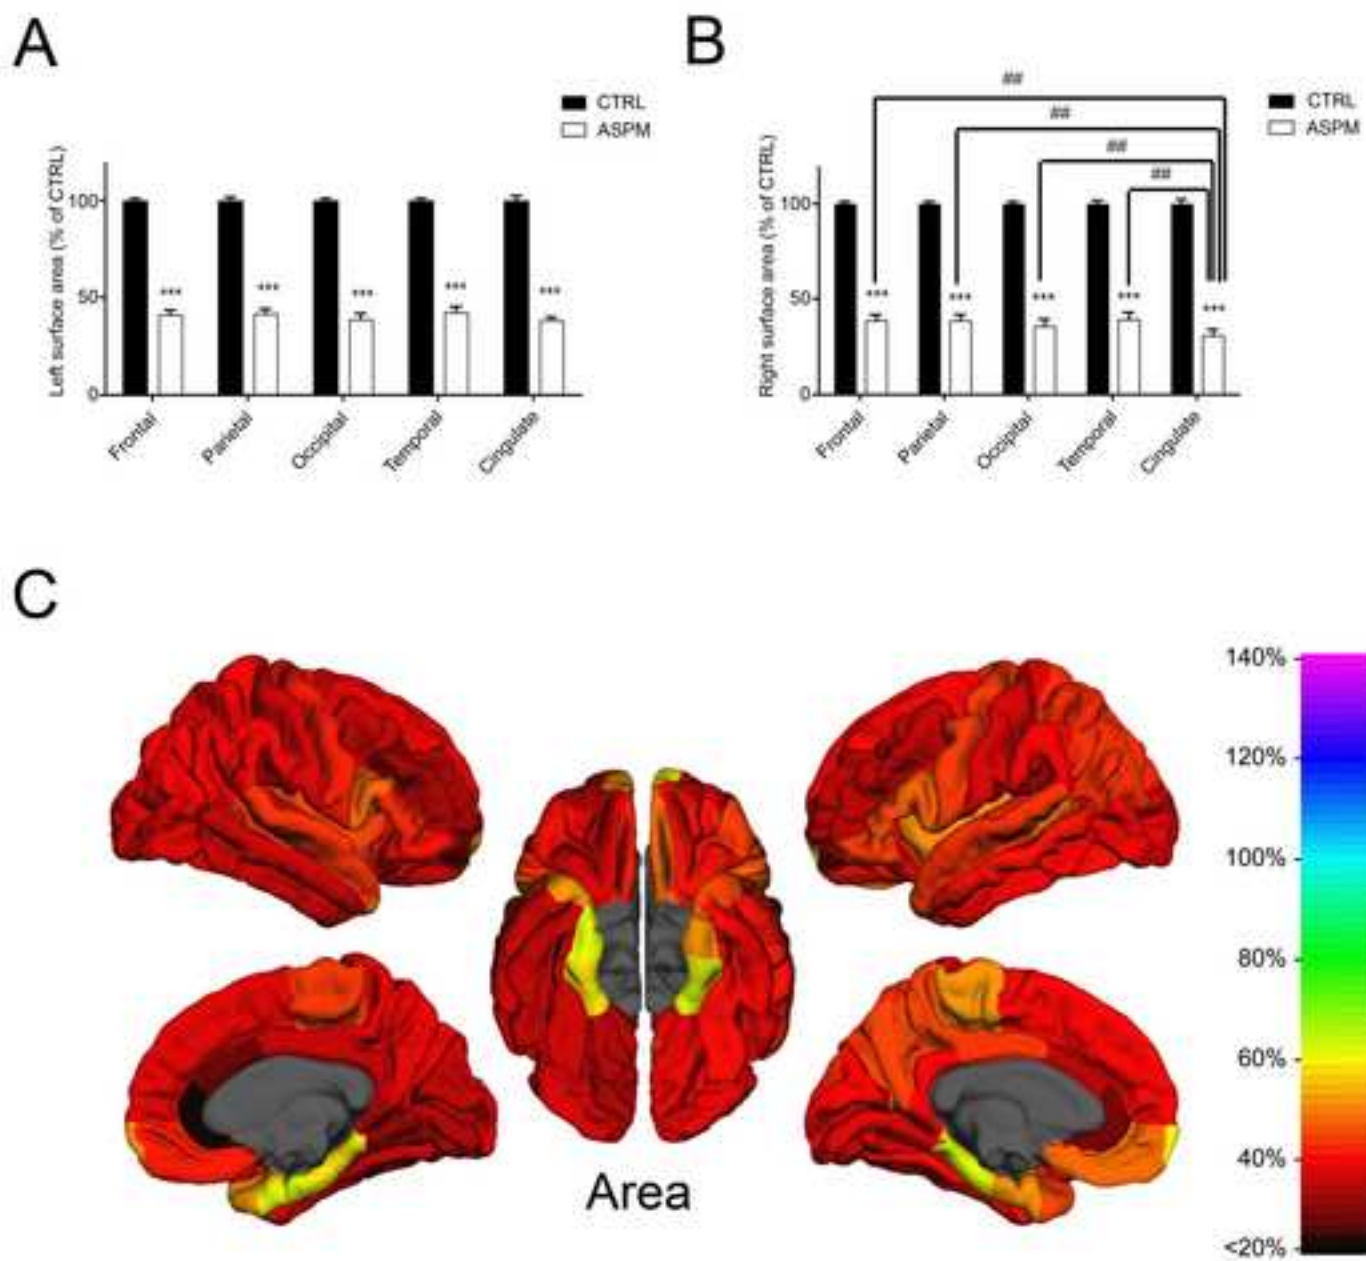 A
CTRL
ASPM
Left surface area (% of CTRL)
100
50
0
***
***
***
***
***
Frontal
Parietal
Occipital
Temporal
Cingulate
B
CTRL
ASPM
Right surface area (% of CTRL)
100
50
0
##
##
##
##
***
***
***
***
***
Frontal
Parietal
Occipital
Temporal
Cingulate
C
Area
140%
120%
100%
80%
60%
40%
<20%